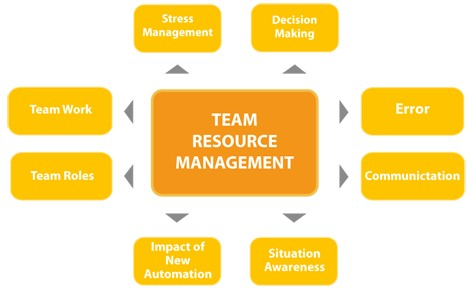 Stress
Management
Decision
Making
Team Work
TEAM
RESOURCE
MANAGEMENT
Error
Team Roles
Communictation
Impact of
New
Automation
Situation
Awareness